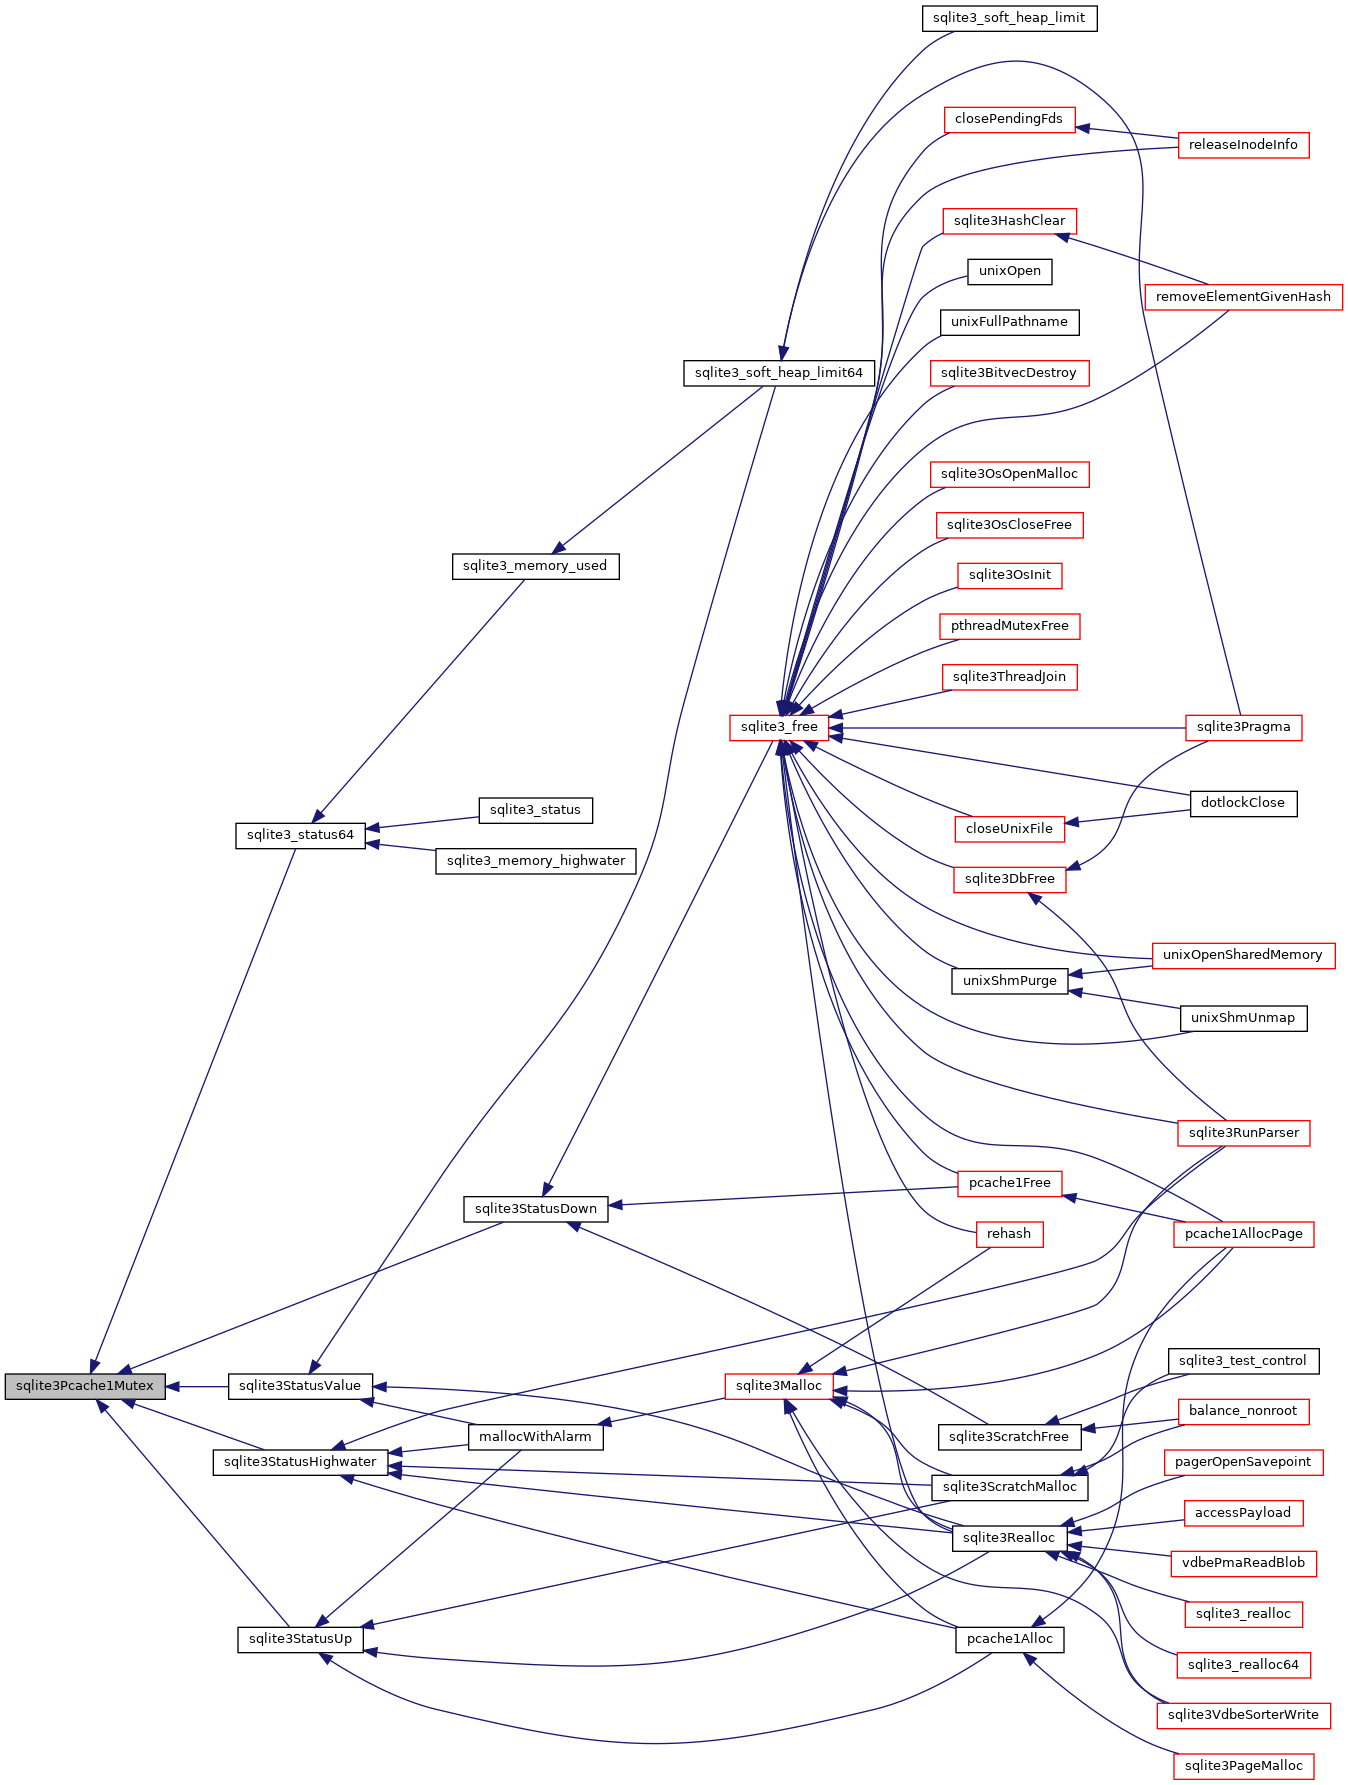 sqlite3_soft_heap_limit
closePendingFds
releaseInodeInfo
sqlite3HashClear
unixOpen
removeElementGivenHash
unixFullPathname
sqlite3_soft_heap_limit64
sqlite3BitvecDestroy
sqlite3OsOpenMalloc
sqlite3OsCloseFree
sqlite3_memory_used
sqlite3OsInit
pthreadMutexFree
sqlite3ThreadJoin
sqlite3_free
sqlite3Pragma
dotlockClose
sqlite3_status
sqlite3_status64
closeUnixFile
sqlite3_memory_highwater
sqlite3DbFree
unixOpenSharedMemory
unixShmPurge
unixShmUnmap
sqlite3RunParser
pcache1Free
sqlite3StatusDown
rehash
pcache1AllocPage
sqlite3_test_control
sqlite3Pcache1Mutex
sqlite3StatusValue
sqlite3Malloc
balance_nonroot
mallocWithAlarm
sqlite3ScratchFree
sqlite3StatusHighwater
pagerOpenSavepoint
sqlite3ScratchMalloc
accessPayload
sqlite3Realloc
vdbePmaReadBlob
sqlite3_realloc
sqlite3StatusUp
pcache1Alloc
sqlite3_realloc64
sqlite3VdbeSorterWrite
sqlite3PageMalloc